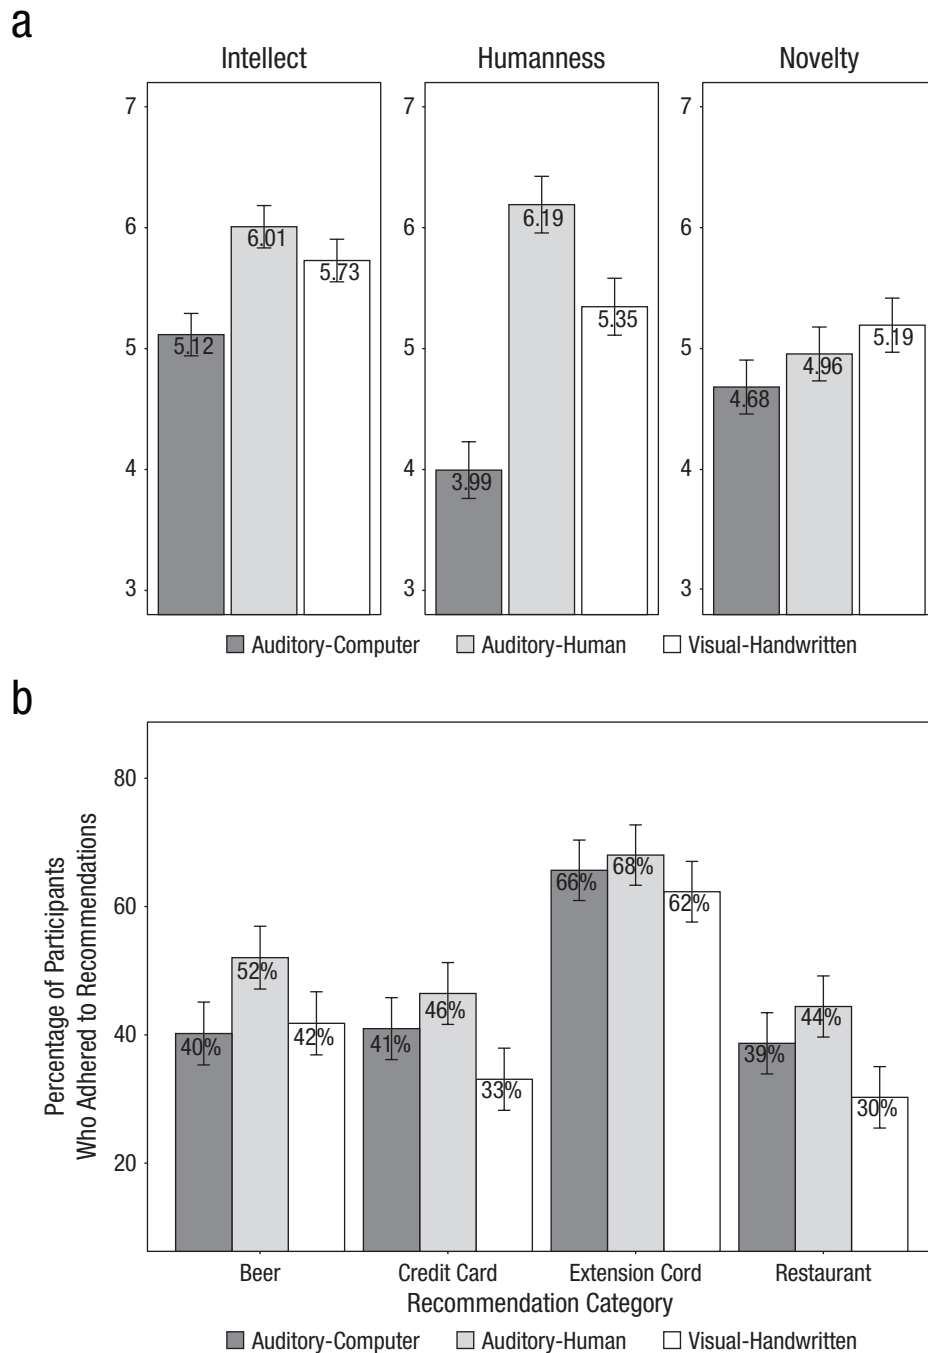 a
Intellect Humanness Novelty
7 7 7
6 6 6
5 5 5
4 4 4
3 3 3
5.12 6.01 5.73
3.99 6.19 5.35
4.68 4.96 5.19
Auditory-Computer Auditory-Human Visual-Handwritten
b
Percentage of Participants
Who Adhered to Recommendations
80
60
40
20
40% 52% 42%
41% 46% 33%
66% 68% 62%
39% 44% 30%
Beer Credit Card Extension Cord Restaurant
Recommendation Category
Auditory-Computer Auditory-Human Visual-Handwritten